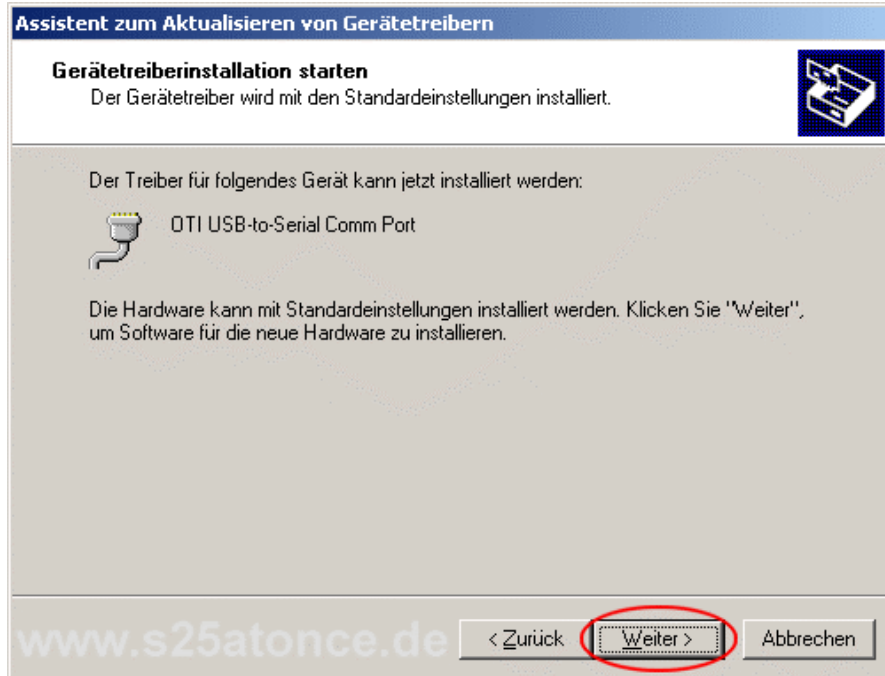 Assistent zum Aktualisieren von Gerätetreibern
Gerätetreiberinstallation starten
Der Gerätetreiber wird mit den Standardeinstellungen installiert.
Der Treiber für folgendes Gerät kann jetzt installiert werden:
OTI USB-to-Serial Comm Port
Die Hardware kann mit Standardeinstellungen installiert werden. Klicken Sie "Weiter",
um Software für die neue Hardware zu installieren.
www.s25atonce.de
< Zurück Weiter > Abbrechen